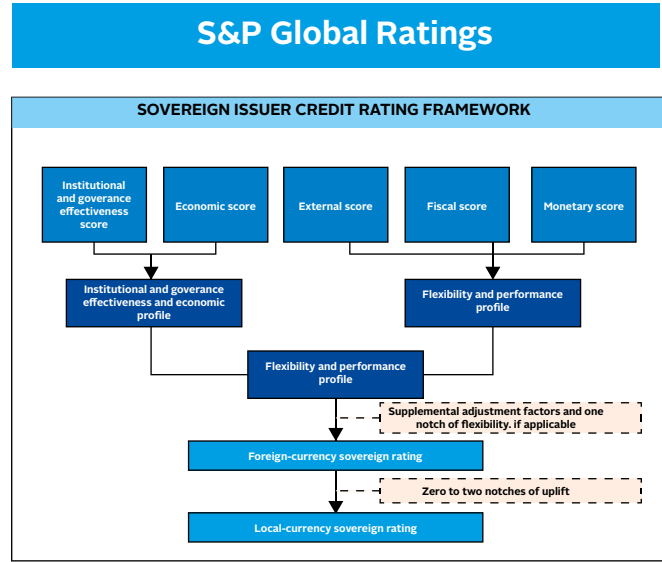 S&P Global Ratings
SOVEREIGN ISSUER CREDIT RATING FRAMEWORK
Institutional
and goverance
effectiveness
score
Economic score
External score
Fiscal score
Monetary score
Institutional and goverance
effectiveness and economic
profile
Flexibility and performance
profile
Flexibility and performance
profile
Supplemental adjustment factors and one
notch of flexibility. if applicable
Foreign-currency sovereign rating
Zero to two notches of uplift
Local-currency sovereign rating